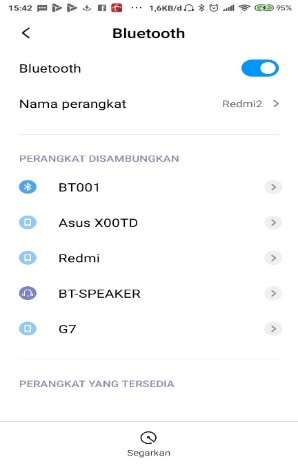 15:42 ... 1,6KB/d 95%
Bluetooth
Bluetooth
Nama perangkat Redmi2 >
PERANGKAT DISAMBUNGKAN
BT001 >
Asus X00TD >
Redmi >
BT-SPEAKER >
G7 >
PERANGKAT YANG TERSEDIA
Segarkan